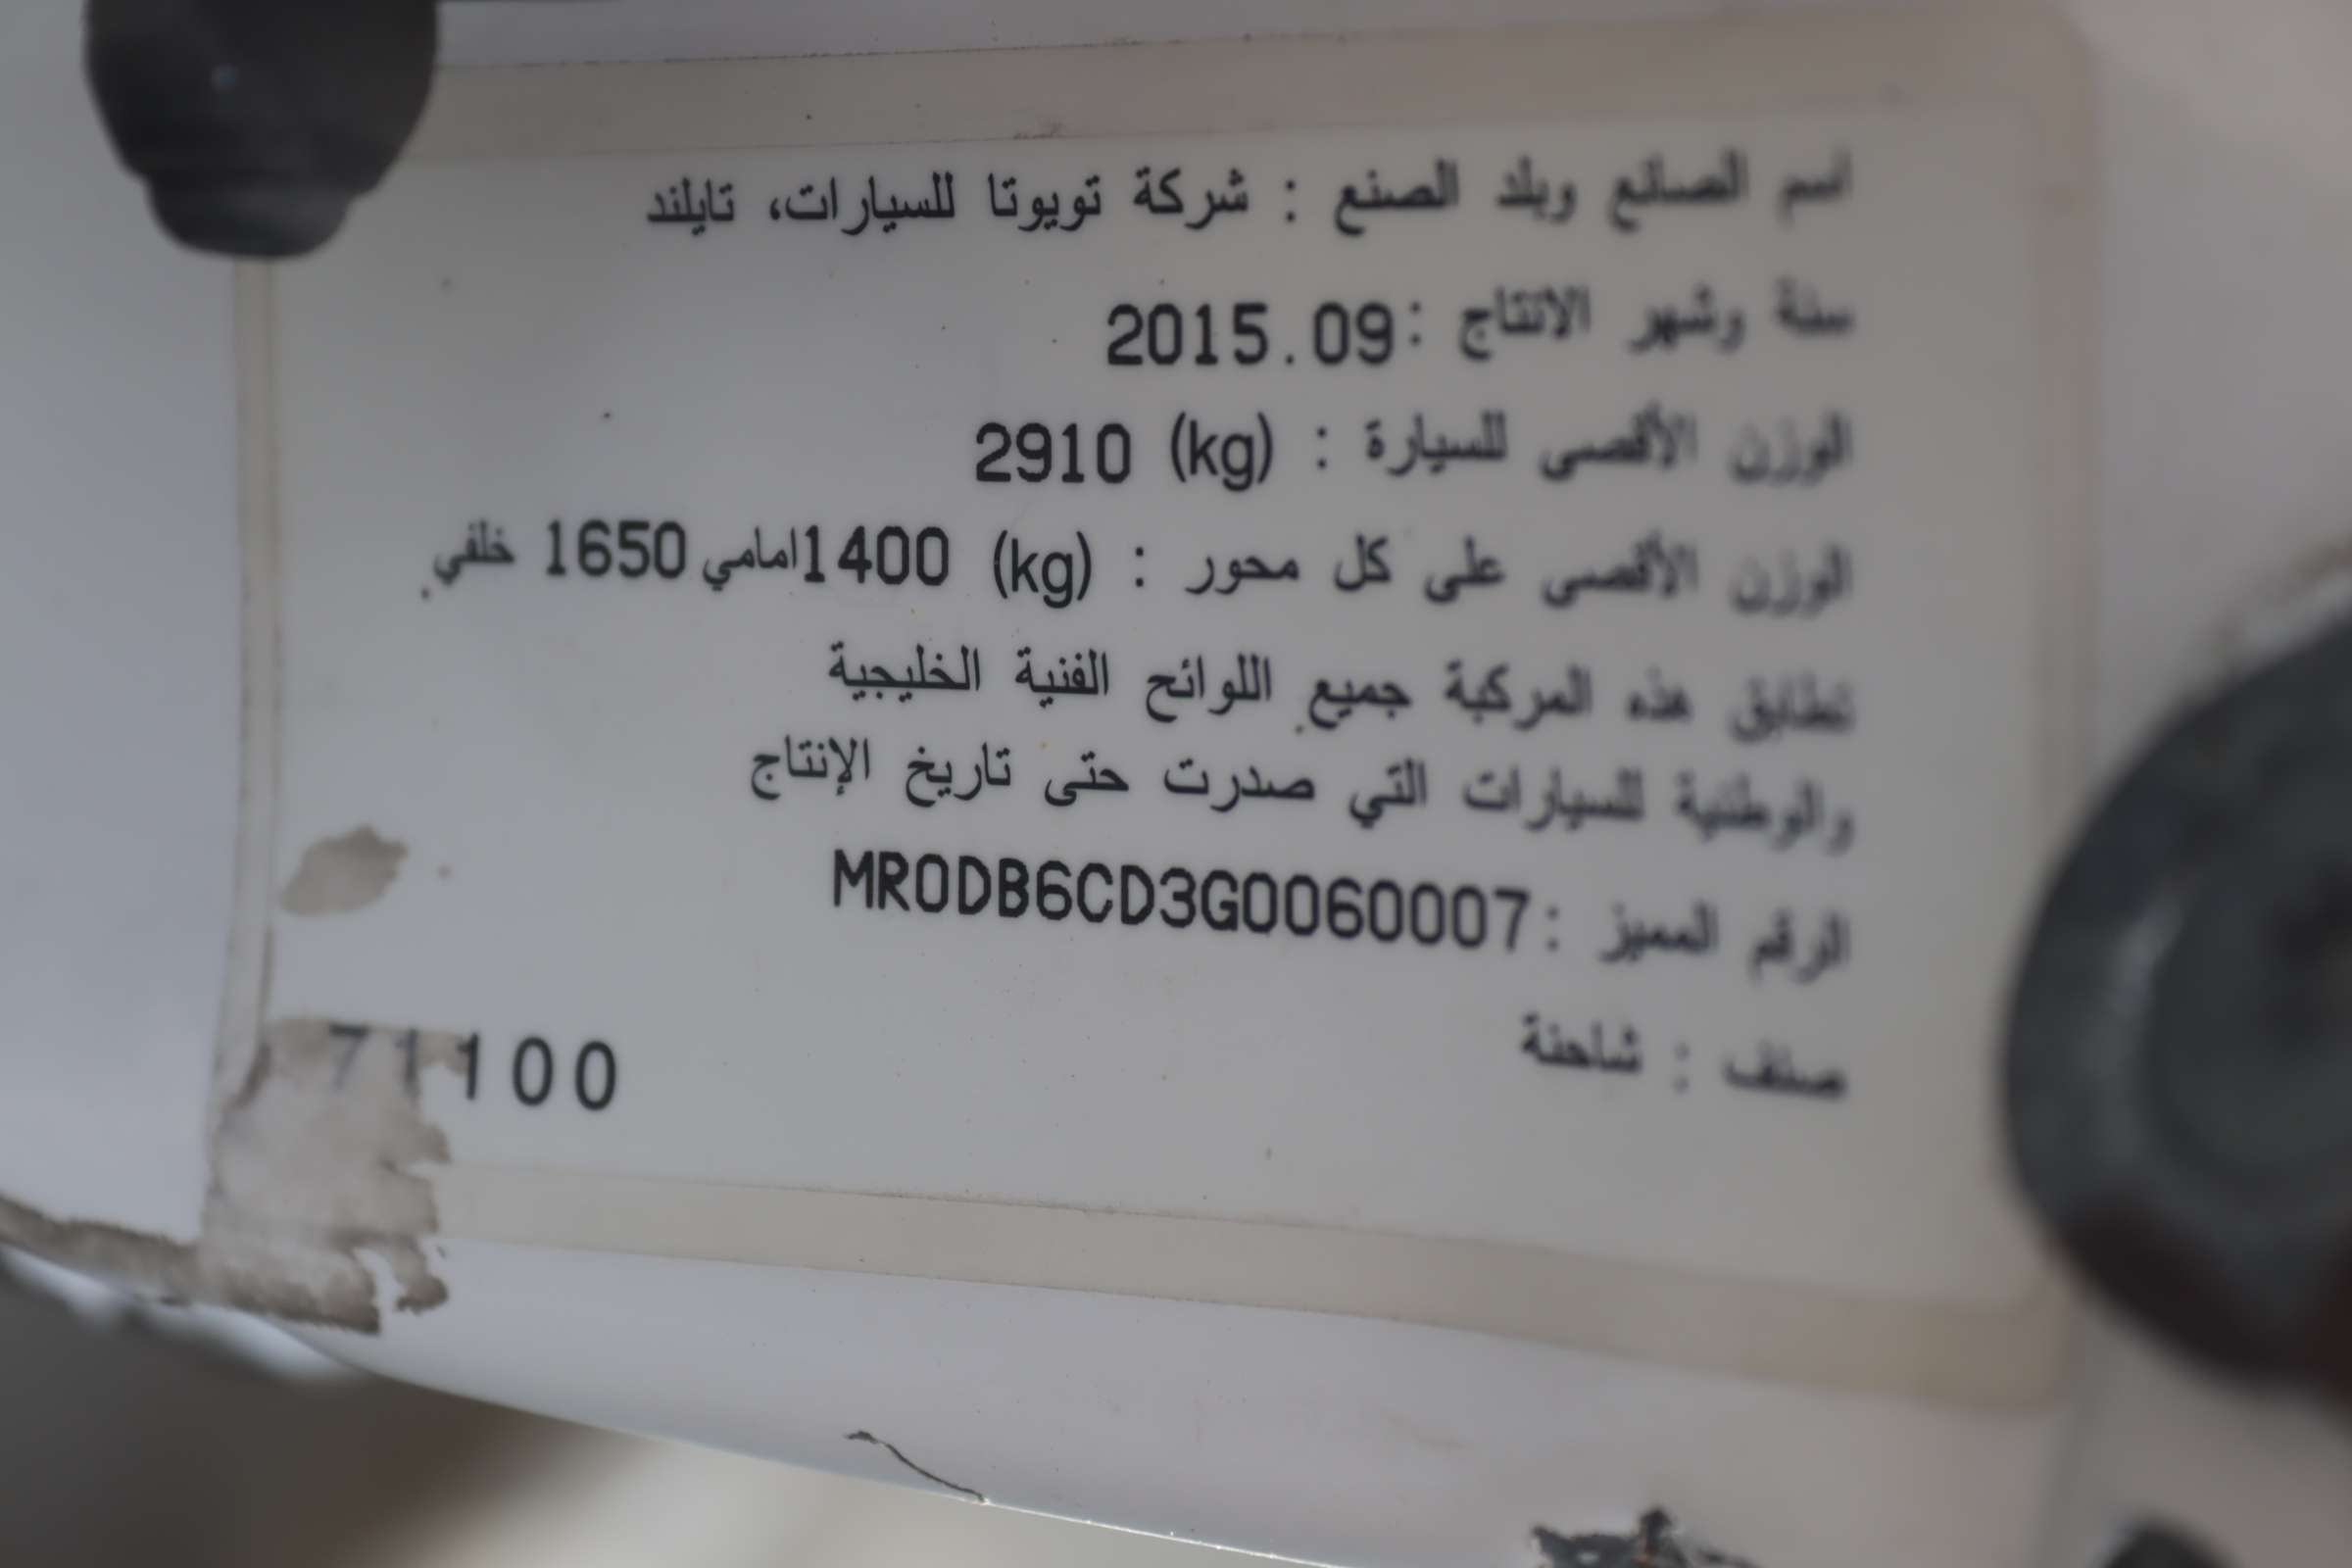 اسم الصانع وبلد الصنع : شركة تويوتا للسيارات، تايلند
سنة وشهر الانتاج : 2015.09
الوزن الأقصى للسيارة : (kg) 2910
الوزن الأقصى على كل محور : (kg) 1400 امامي 1650 خلفي
تطابق هذه المركبة جميع اللوائح الفنية الخليجية
والوطنية للسيارات التي صدرت حتى تاريخ الإنتاج
الرقم المميز : MR0DB6CD3G0060007
صنف : شاحنة
71100